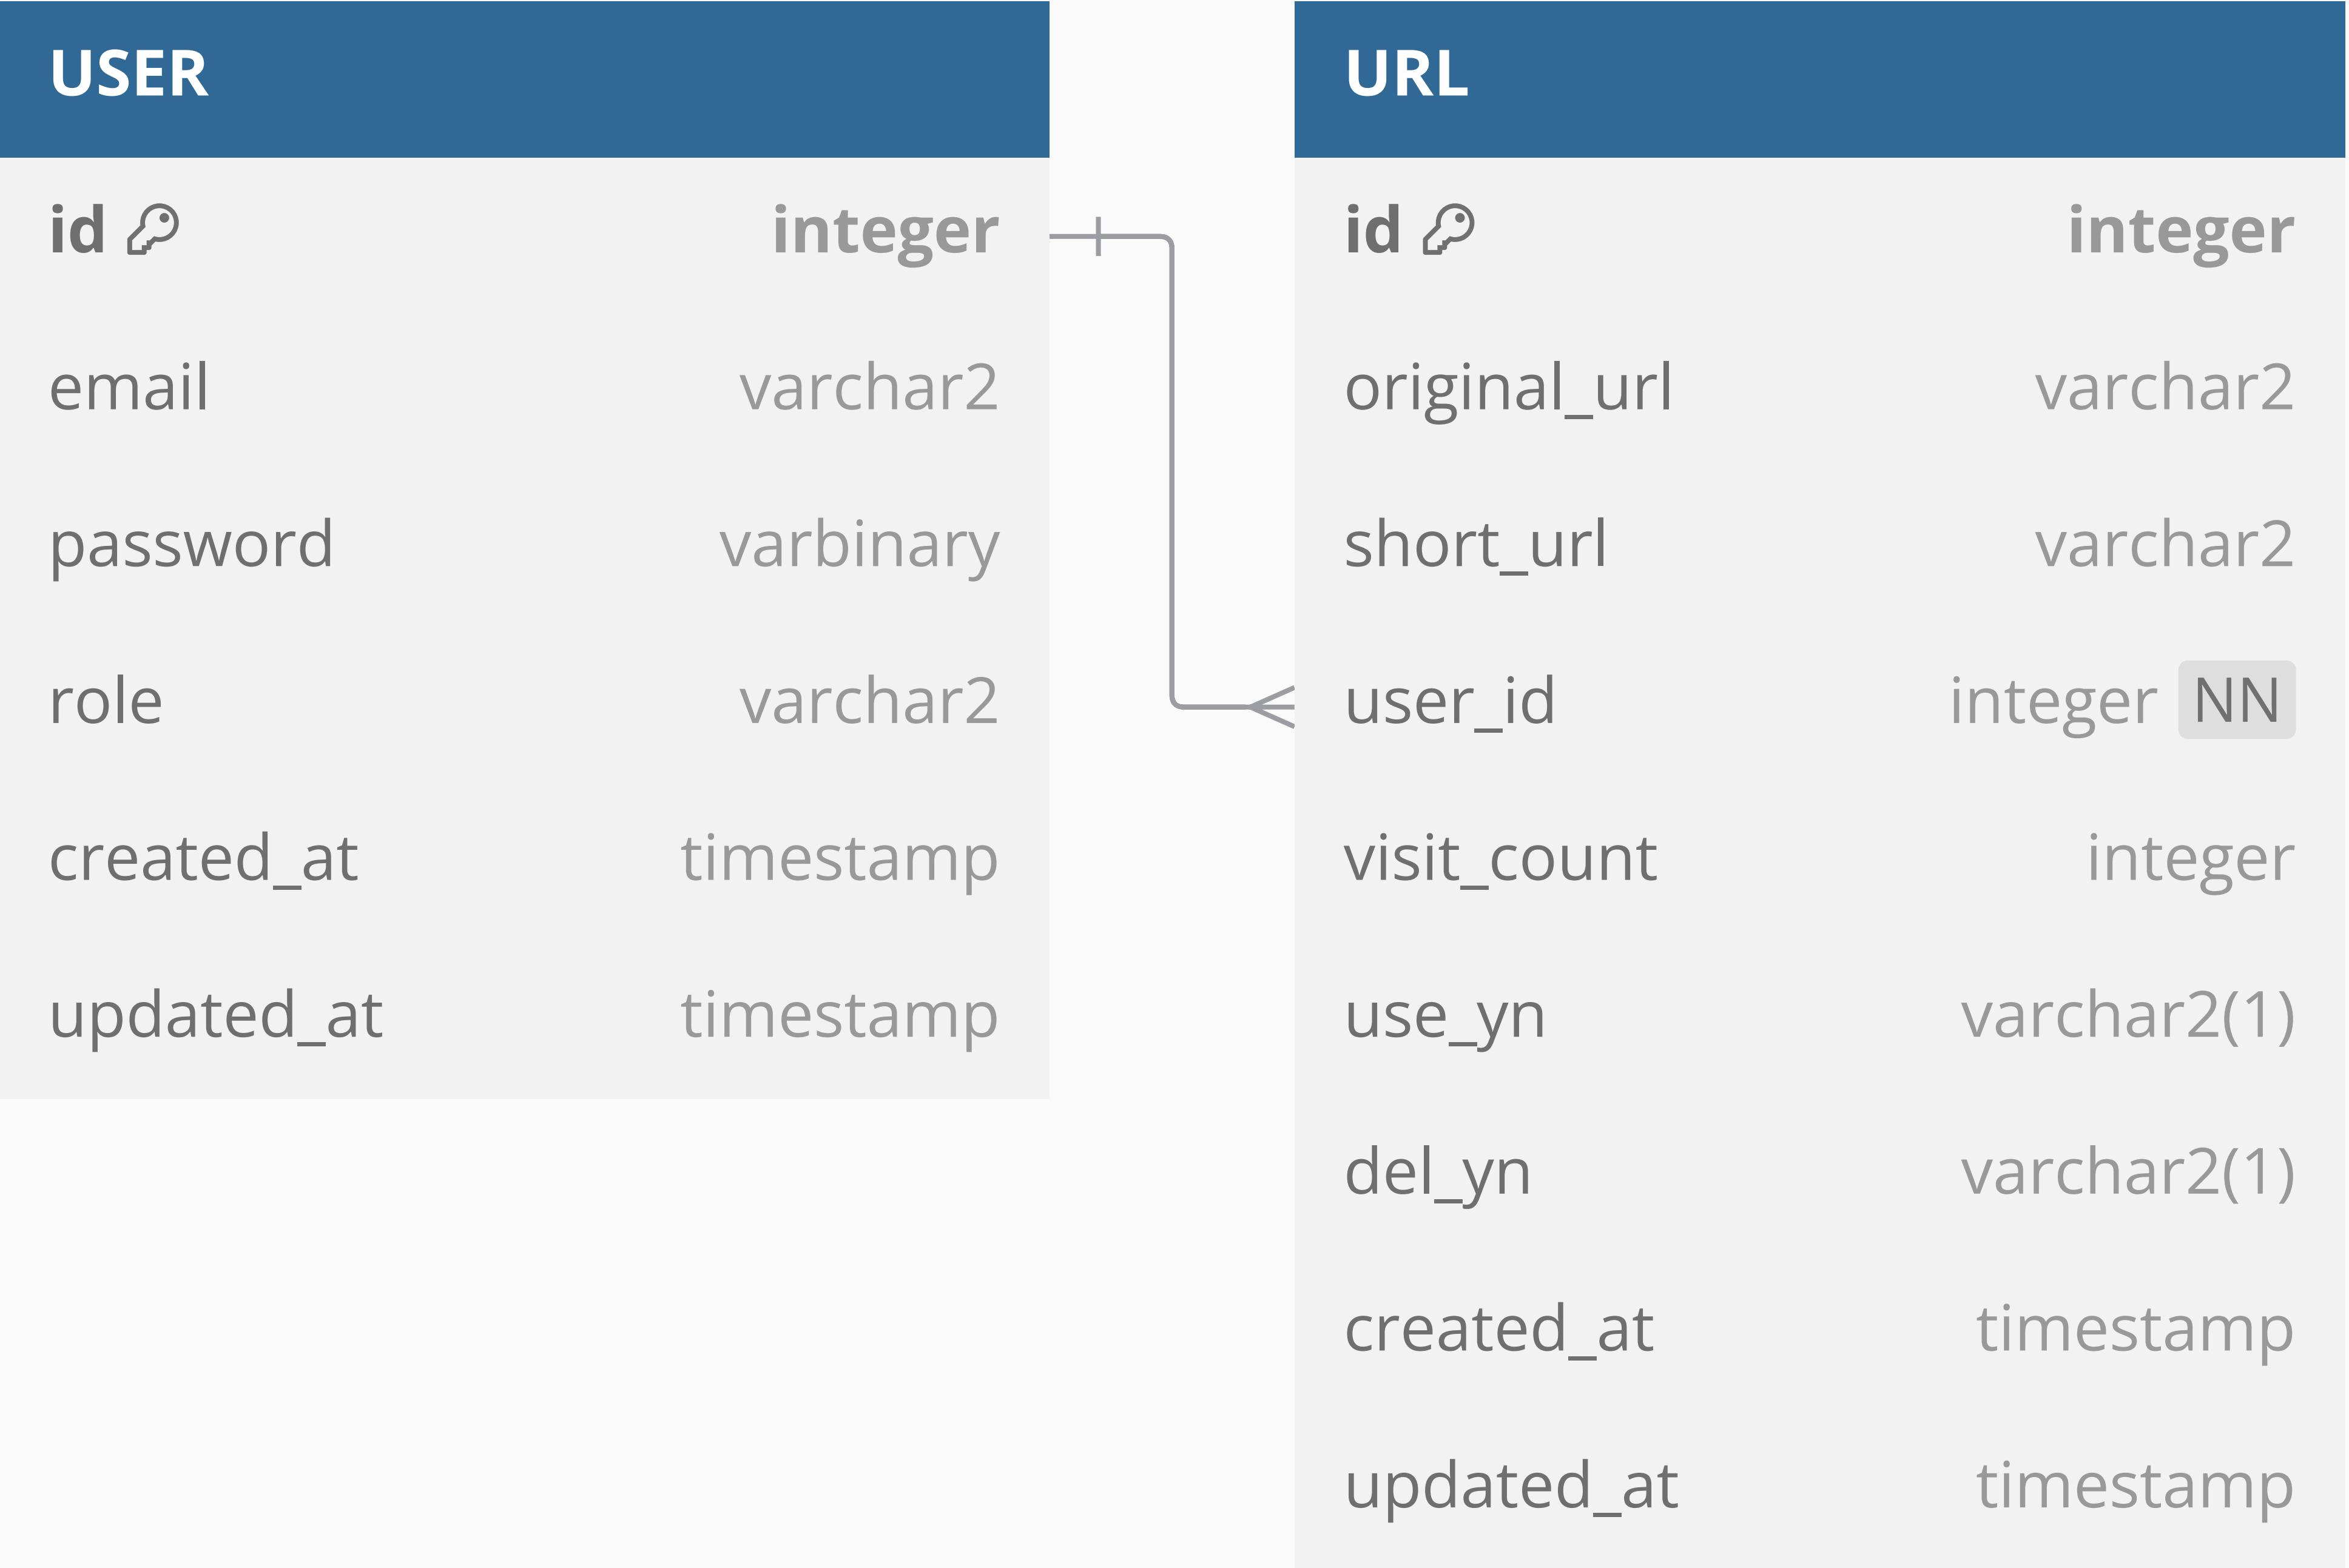 USER
id integer
email varchar2
password varbinary
role varchar2
created_at timestamp
updated_at timestamp
URL
id integer
original_url varchar2
short_url varchar2
user_id integer NN
visit_count integer
use_yn varchar2(1)
del_yn varchar2(1)
created_at timestamp
updated_at timestamp